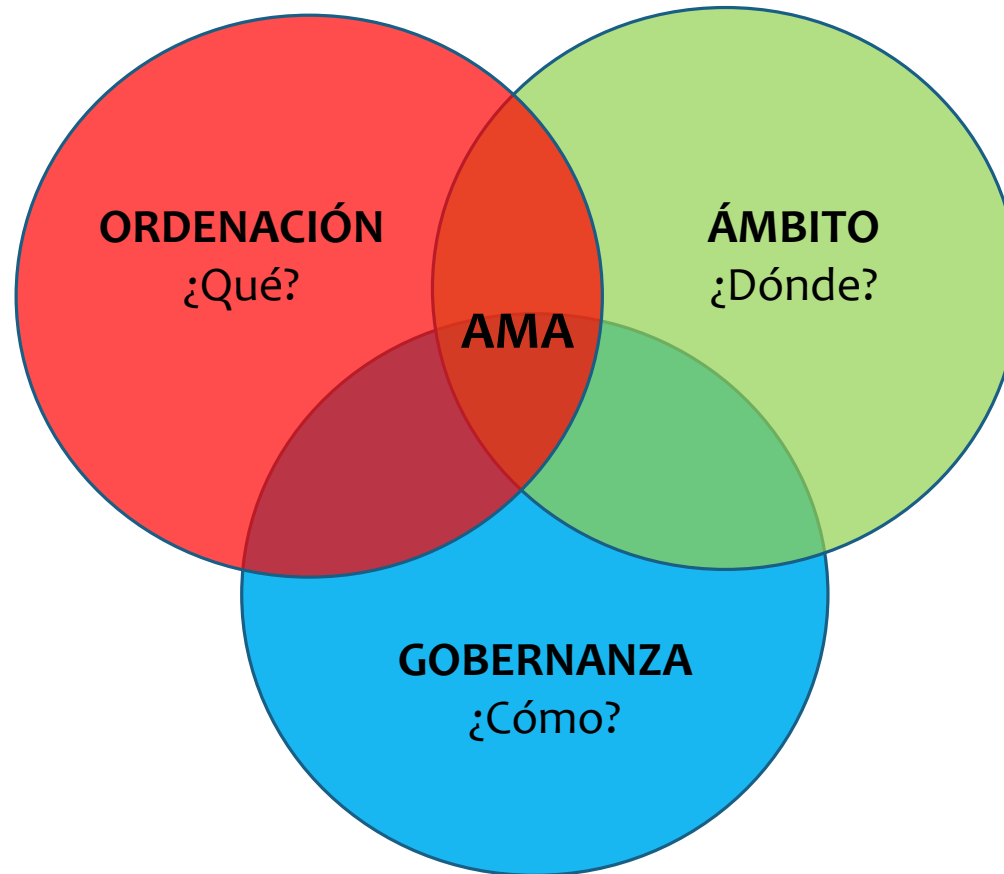 ORDENACIÓN
¿Qué?
ÁMBITO
¿Dónde?
AMA
GOBERNANZA
¿Cómo?